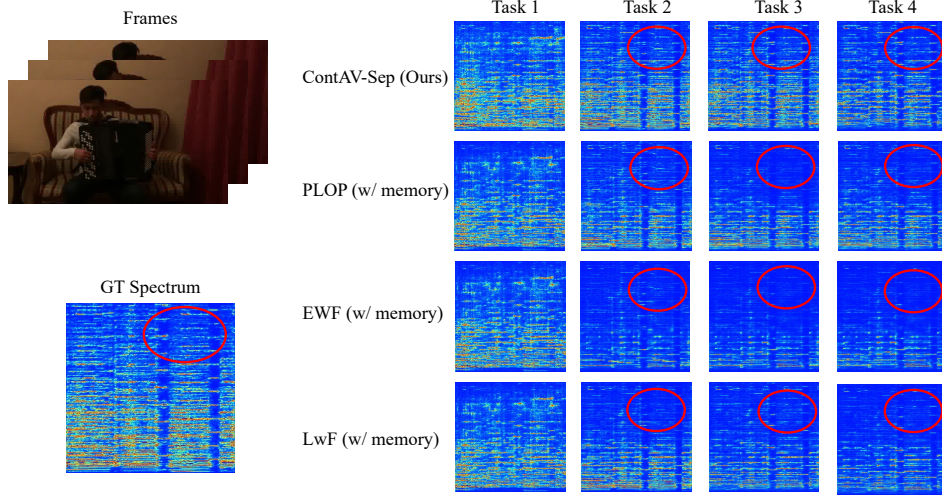 Frames
Task 1
Task 2
Task 3
Task 4
ContAV-Sep (Ours)
PLOP (w/ memory)
GT Spectrum
EWF (w/ memory)
LwF (w/ memory)